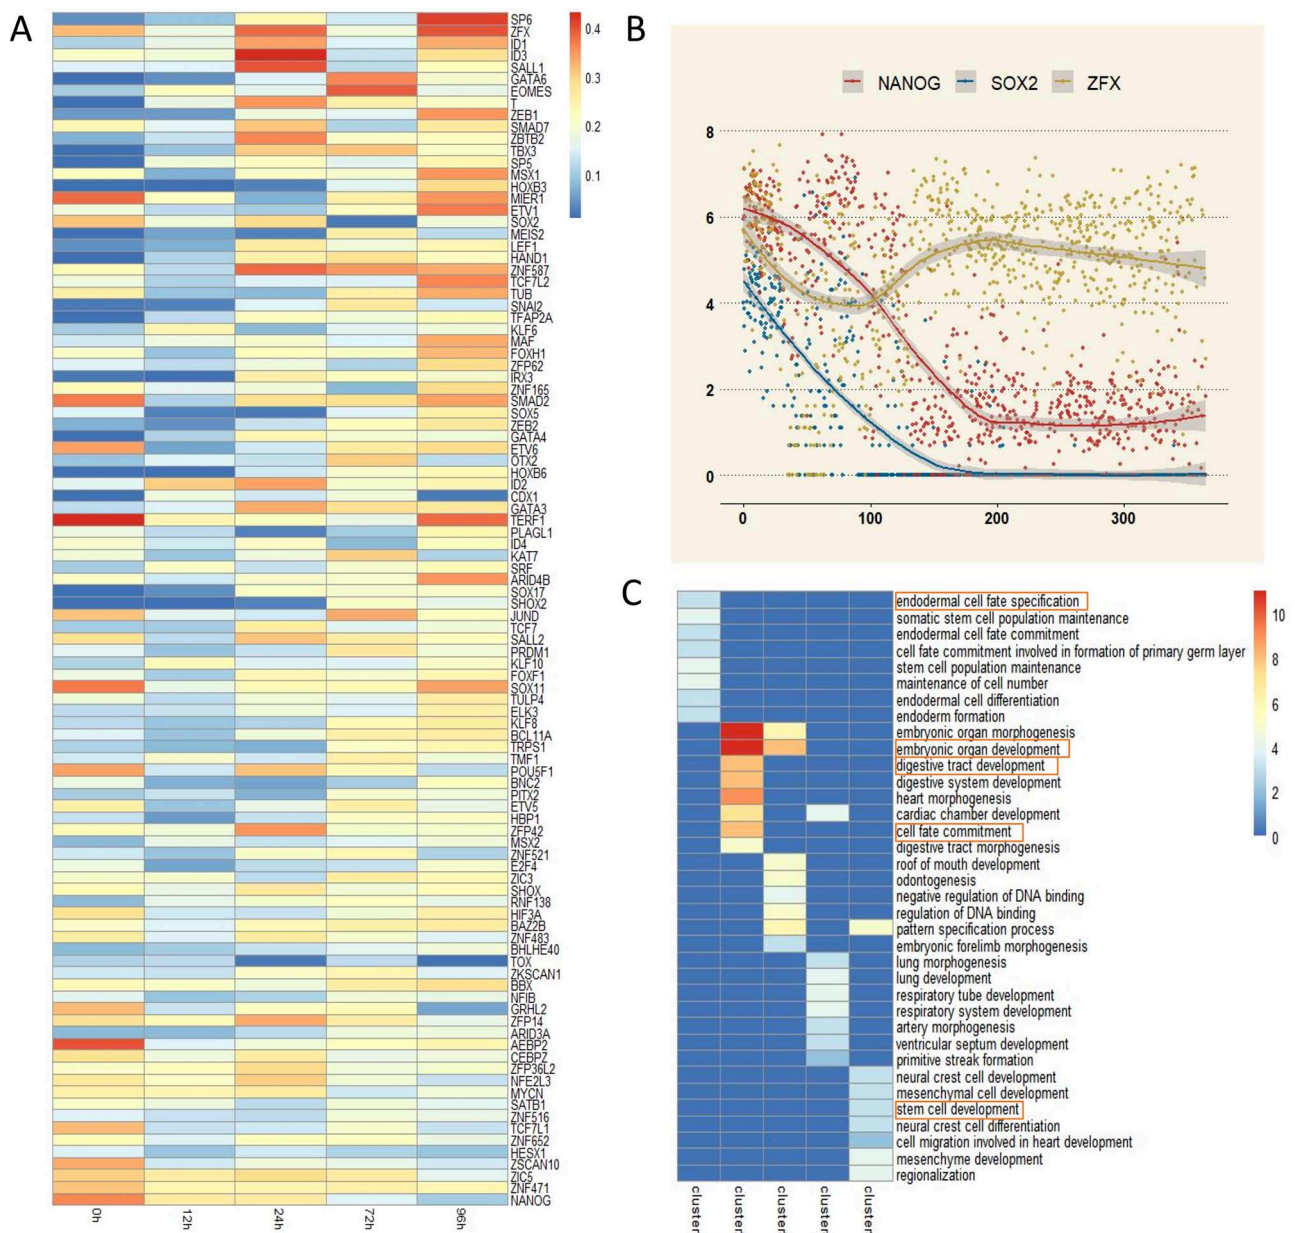 A
SP6
ZFX
ID1
ID3
SALL1
GATA6
EOMES
T
ZEB1
SMAD7
ZBTB2
TBX3
SP5
MSX1
HOXB3
MIER1
ETV1
SOX2
MEIS2
LEF1
HAND1
ZNF587
TCF7L2
TUB
SNAI2
TFAP2A
KLF6
MAF
FOXH1
ZFP62
IRX3
ZNF165
SMAD2
SOX5
ZEB2
GATA4
ETV6
OTX2
HOXB6
ID2
CDX1
GATA3
TERF1
PLAGL1
ID4
KAT7
SRF
ARID4B
SOX17
SHOX2
JUND
TCF7
SALL2
PRDM1
KLF10
FOXF1
SOX11
TULP4
ELK3
KLF8
BCL11A
TRPS1
TMF1
POU5F1
BNC2
PITX2
ETV5
HBP1
ZFP42
MSX2
ZNF521
E2F4
ZIC3
SHOX
RNF138
HIF3A
BAZ2B
ZNF483
BHLHE40
TOX
ZKSCAN1
BBX
NFIB
GRHL2
ZFP14
ARID3A
AEBP2
CEBPZ
ZFP36L2
NFE2L3
MYCN
SATB1
ZNF516
TCF7L1
ZNF652
HESX1
ZSCAN10
ZIC5
ZNF471
NANOG
0h 12h 24h 72h 96h
0.4
0.3
0.2
0.1
B
NANOG SOX2 ZFX
8
6
4
2
0
0 100 200 300
C
endodermal cell fate specification
somatic stem cell population maintenance
endodermal cell fate commitment
cell fate commitment involved in formation of primary germ layer
stem cell population maintenance
maintenance of cell number
endodermal cell differentiation
endoderm formation
embryonic organ morphogenesis
embryonic organ development
digestive tract development
digestive system development
heart morphogenesis
cardiac chamber development
cell fate commitment
digestive tract morphogenesis
roof of mouth development
odontogenesis
negative regulation of DNA binding
regulation of DNA binding
pattern specification process
embryonic forelimb morphogenesis
lung morphogenesis
lung development
respiratory tube development
respiratory system development
artery morphogenesis
ventricular septum development
primitive streak formation
neural crest cell development
mesenchymal cell development
stem cell development
neural crest cell differentiation
cell migration involved in heart development
mesenchyme development
regionalization
cluster cluster cluster cluster cluster
10
8
6
4
2
0